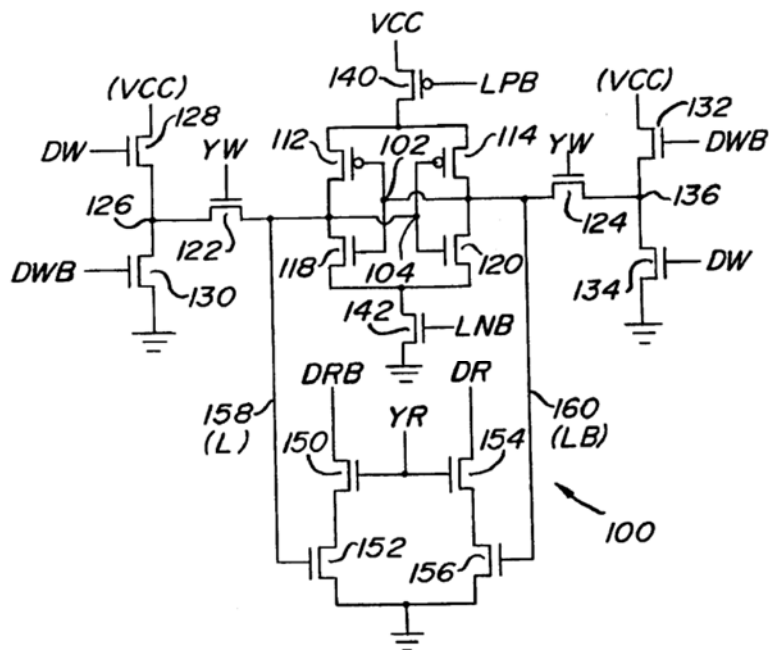 VCC
140
LPB
(VCC)
128
DW
YW
112
102
114
(VCC)
132
DWB
YW
126
122
118
104
120
124
136
DWB
130
142
LNB
134
DW
DRB
DR
158
(L)
150
YR
154
160
(LB)
152
156
100